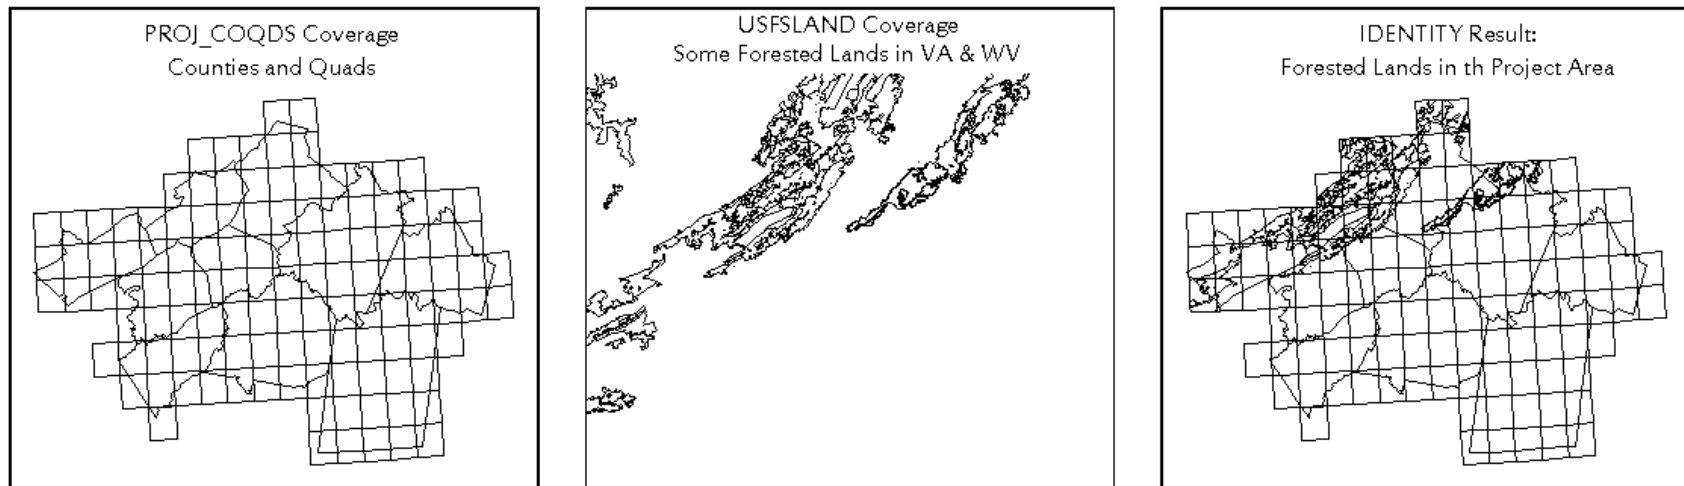 PROJ_COQDS Coverage
Counties and Quads
USFSLAND Coverage
Some Forested Lands in VA & WV
IDENTITY Result:
Forested Lands in th Project Area